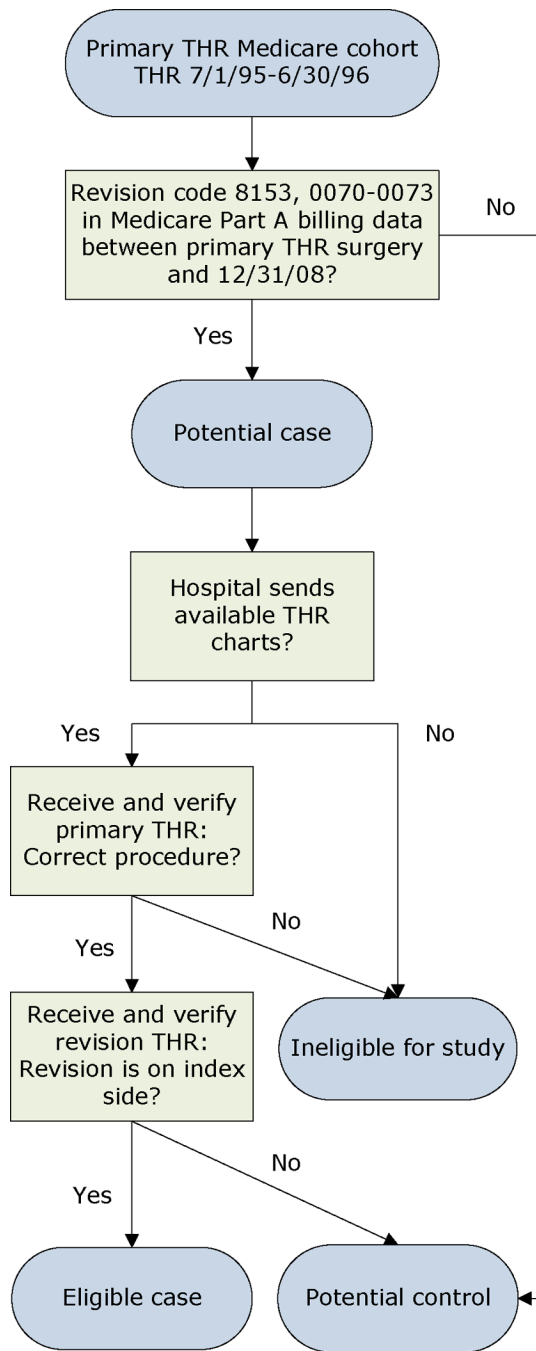 Primary THR Medicare cohort
THR 7/1/95-6/30/96
Revision code 8153, 0070-0073
in Medicare Part A billing data
between primary THR surgery
and 12/31/08?
No
Yes
Potential case
Hospital sends
available THR
charts?
Yes
No
Receive and verify
primary THR:
Correct procedure?
No
Yes
Receive and verify
revision THR:
Revision is on index
side?
Ineligible for study
No
Yes
Eligible case
Potential control